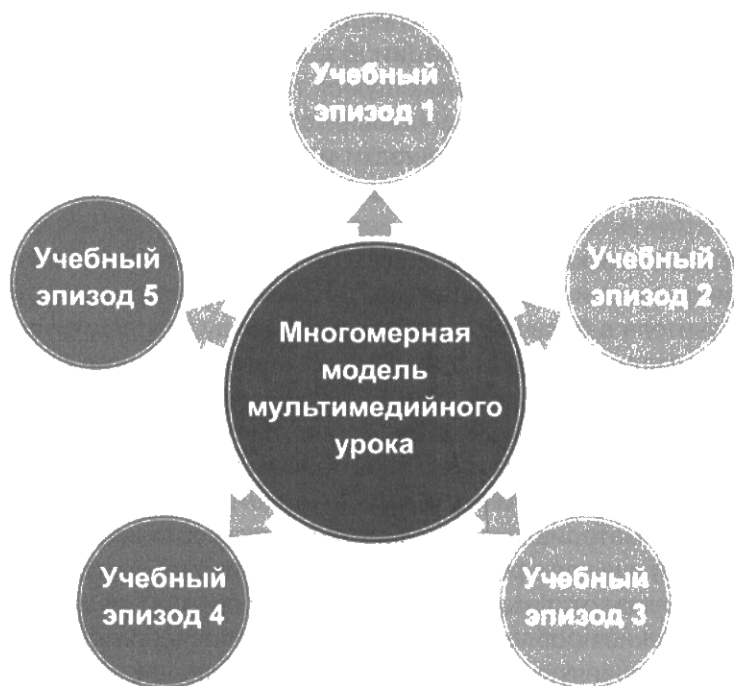 Учебный
эпизод 1
Учебный
эпизод 2
Учебный
эпизод 3
Учебный
эпизод 4
Учебный
эпизод 5
Многомерная
модель
мультимедийного
урока